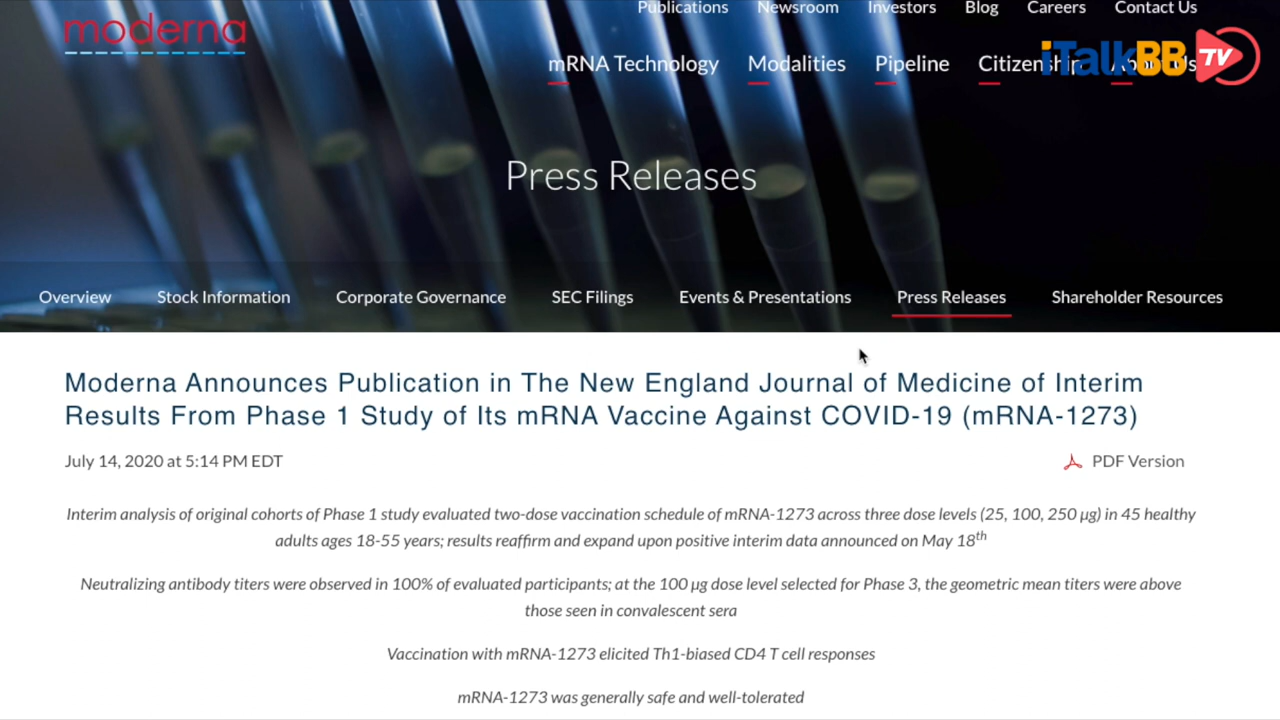 moderna
Publications Newsroom Investors Blog Careers Contact Us
iTalkBB TV
mRNA Technology Modalities Pipeline Citizenship About Us
Press Releases
Overview Stock Information Corporate Governance SEC Filings Events & Presentations Press Releases Shareholder Resources
Moderna Announces Publication in The New England Journal of Medicine of Interim
Results From Phase 1 Study of Its mRNA Vaccine Against COVID-19 (mRNA-1273)
July 14, 2020 at 5:14 PM EDT
PDF Version
Interim analysis of original cohorts of Phase 1 study evaluated two-dose vaccination schedule of mRNA-1273 across three dose levels (25, 100, 250 µg) in 45 healthy
adults ages 18-55 years; results reaffirm and expand upon positive interim data announced on May 18th
Neutralizing antibody titers were observed in 100% of evaluated participants; at the 100 µg dose level selected for Phase 3, the geometric mean titers were above
those seen in convalescent sera
Vaccination with mRNA-1273 elicited Th1-biased CD4 T cell responses
mRNA-1273 was generally safe and well-tolerated